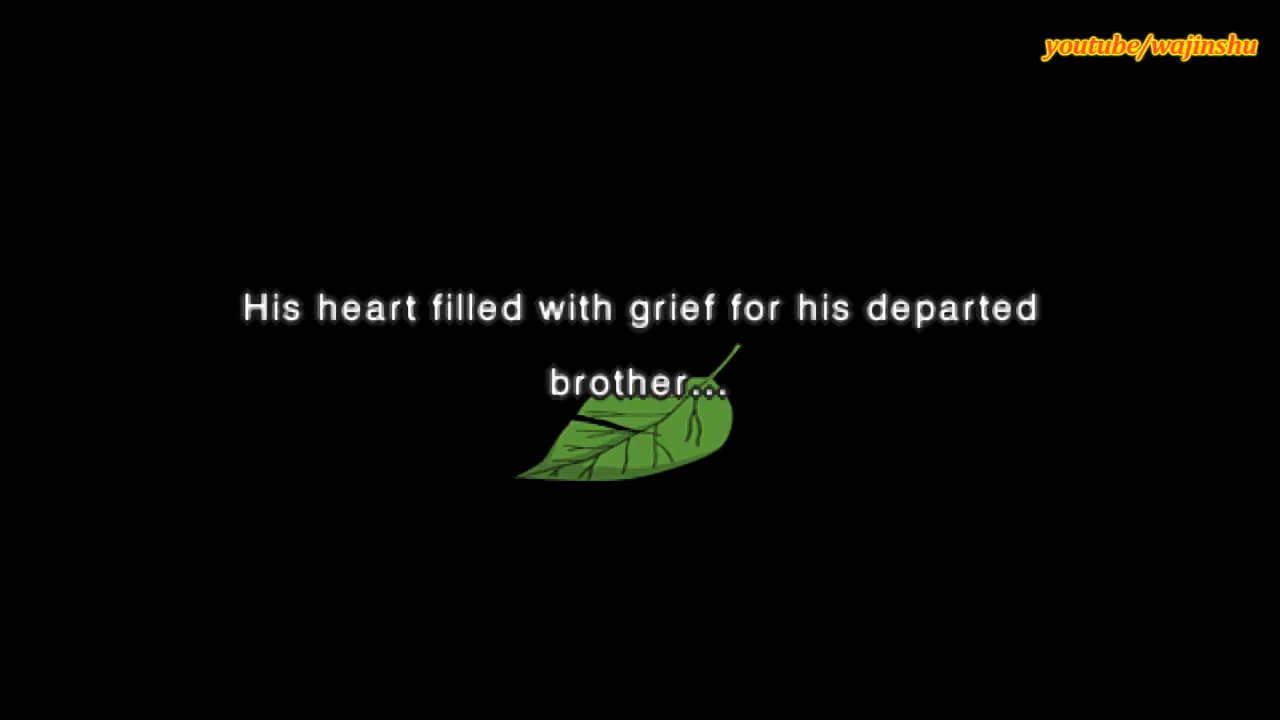 youtube/wajinshu
His heart filled with grief for his departed
brother...